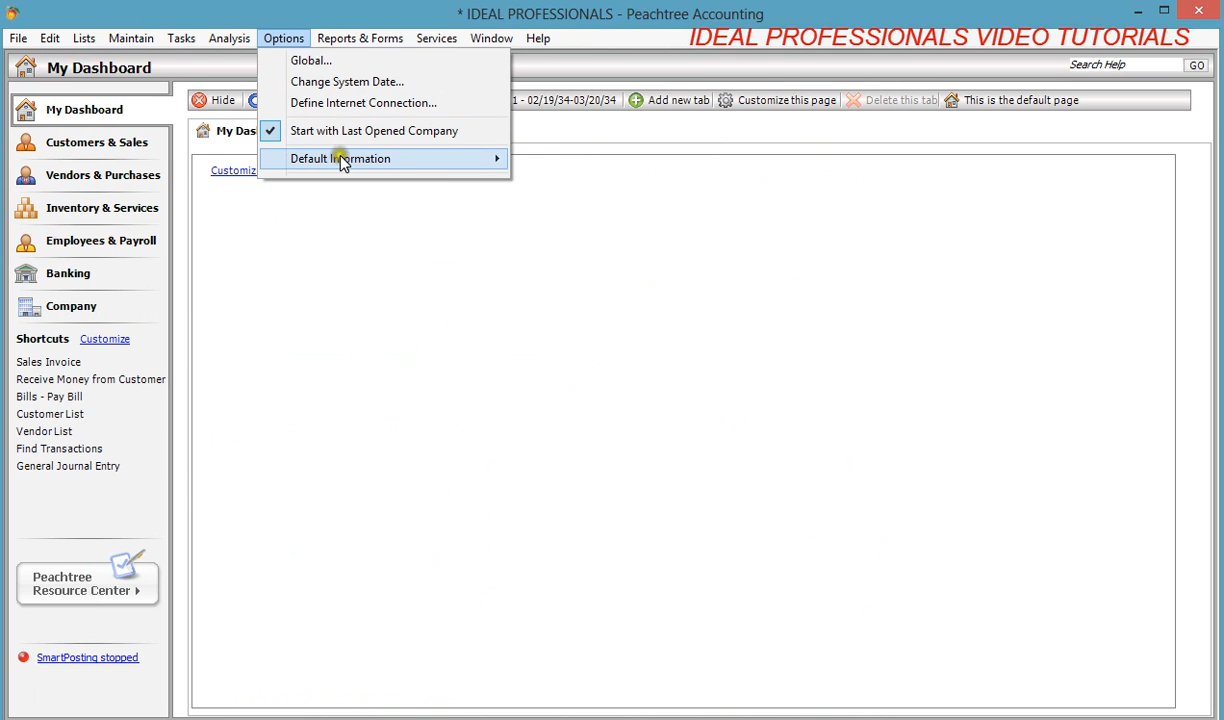 * IDEAL PROFESSIONALS - Peachtree Accounting
File Edit Lists Maintain Tasks Analysis Options Reports & Forms Services Window Help
IDEAL PROFESSIONALS VIDEO TUTORIALS
My Dashboard
Search Help GO
Global...
Change System Date...
Define Internet Connection...
Start with Last Opened Company
Default Information
Hide 1 - 02/19/34-03/20/34 Add new tab Customize this page Delete this tab This is the default page
My Das
Customiz
My Dashboard
Customers & Sales
Vendors & Purchases
Inventory & Services
Employees & Payroll
Banking
Company
Shortcuts Customize
Sales Invoice
Receive Money from Customer
Bills - Pay Bill
Customer List
Vendor List
Find Transactions
General Journal Entry
Peachtree
Resource Center
SmartPosting stopped